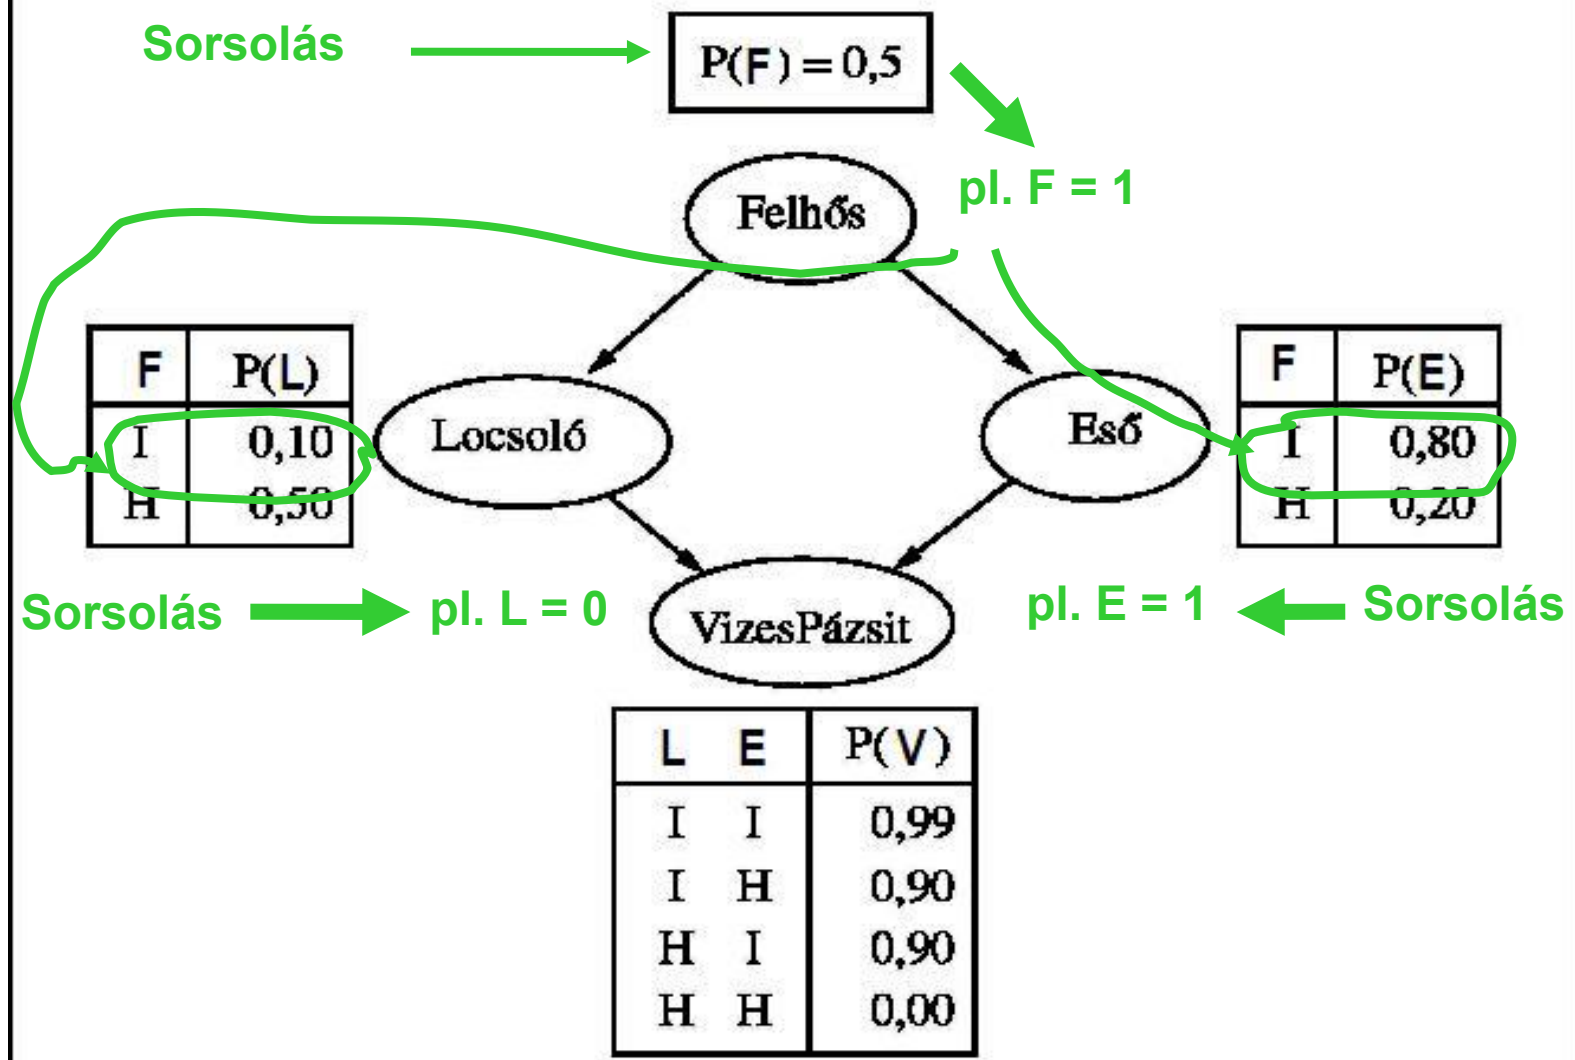 Sorsolás
P(F) = 0,5
pl. F = 1
Felhős
F P(L)
I 0,10
H 0,50
Locsoló
Eső
F P(E)
I 0,80
H 0,20
Sorsolás
pl. L = 0
VizesPázsit
pl. E = 1
Sorsolás
L E P(V)
I I 0,99
I H 0,90
H I 0,90
H H 0,00